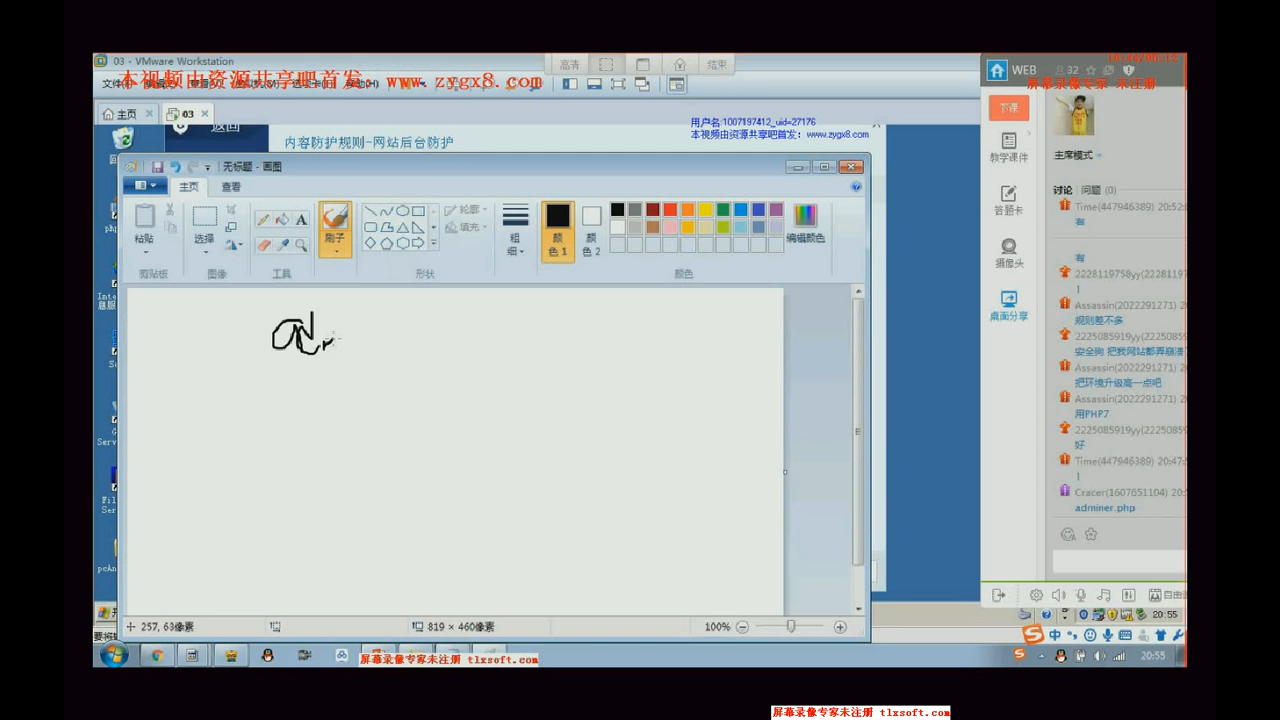 03 - VMware Workstation
高清
结束
本视频由资源共享吧首发 www.zygx8.com
主页
03
用户名:1007197412_uid=27176
本视频由资源共享吧首发：www.zygx8.com
返回
内容防护规则-网站后台防护
无标题 - 画图
主页
查看
粘贴
选择
刷子
轮廓
填充
粗细
颜色 1
颜色 2
编辑颜色
剪贴板
图像
工具
形状
颜色
257, 63像素
819 × 460像素
100%
20:55
20:55
WEB
32
屏幕录像专家 未注册
下课
教学课件
答题卡
摄像头
桌面分享
主席模式
讨论
问题 (0)
Time(447946389) 20:52:
有
有
2228119758yy(2228119
1
Assassin(2022291271)
规则差不多
2225085919yy(2225085
安全狗 把我网站都弄崩溃
Assassin(2022291271)
把环境升级高一点吧
Assassin(2022291271)
用PHP7
2225085919yy(2225085
好
Time(447946389) 20:47:
1
Cracer(1607651104) 20:
adminer.php
中
屏幕录像专家未注册 tlxsoft.com
屏幕录像专家未注册 tlxsoft.com